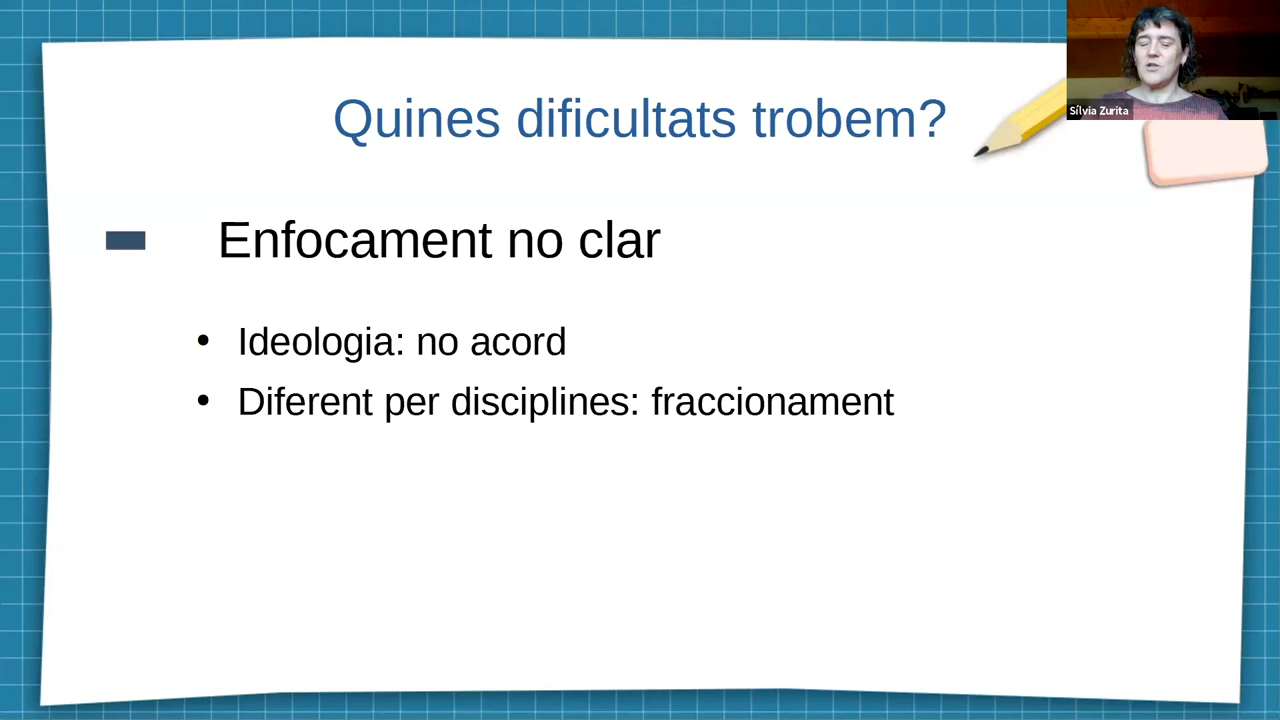 Quines dificultats trobem?
Sílvia Zurita
Enfocament no clar
Ideologia: no acord
Diferent per disciplines: fraccionament